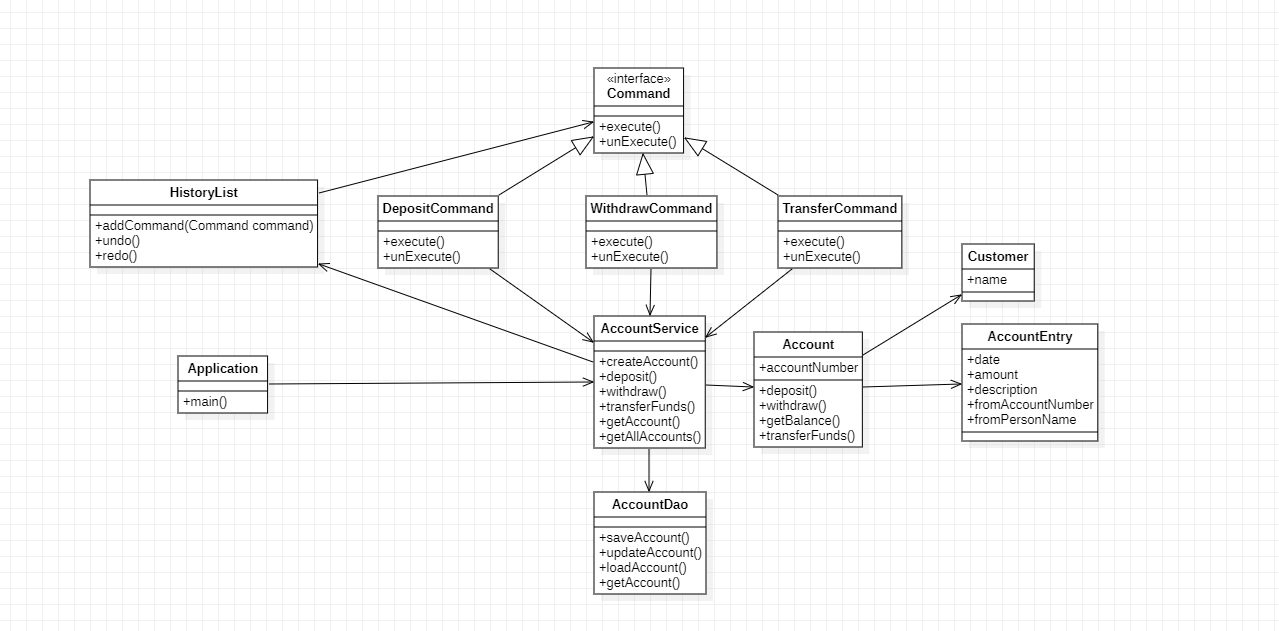 «interface»
Command
+execute()
+unExecute()
HistoryList
+addCommand(Command command)
+undo()
+redo()
DepositCommand
+execute()
+unExecute()
WithdrawCommand
+execute()
+unExecute()
TransferCommand
+execute()
+unExecute()
Customer
+name
AccountService
+createAccount()
+deposit()
+withdraw()
+transferFunds()
+getAccount()
+getAllAccounts()
Account
+accountNumber
+deposit()
+withdraw()
+getBalance()
+transferFunds()
AccountEntry
+date
+amount
+description
+fromAccountNumber
+fromPersonName
Application
+main()
AccountDao
+saveAccount()
+updateAccount()
+loadAccount()
+getAccount()